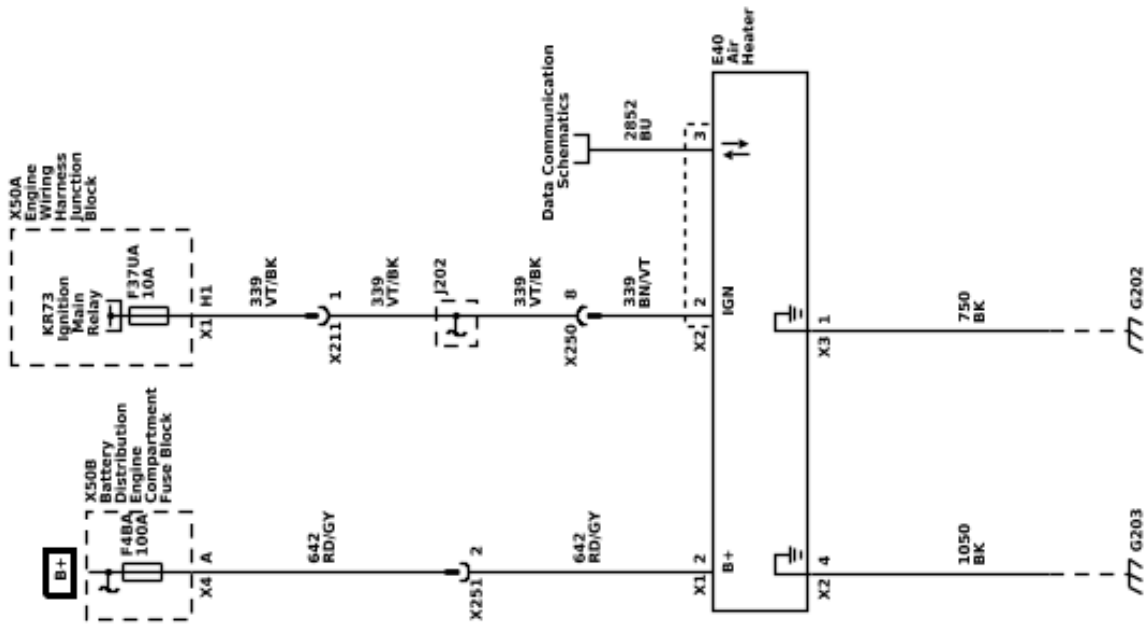 B+
X50B
Battery
Distribution
Engine
Compartment
Fuse Block
F4BA
100A
X4
A
642
RD/GY
X251
2
642
RD/GY
X1
2
B+
X2
4
1050
BK
G203
X50A
Engine
Wiring
Harness
Junction
Block
KR73
Ignition
Main
Relay
F37UA
10A
X1
H1
339
VT/BK
X211
1
339
VT/BK
J202
339
VT/BK
X250
8
339
BN/VT
X2
2
IGN
X3
1
750
BK
G202
Data Communication
Schematics
2852
BU
3
E40
Air
Heater